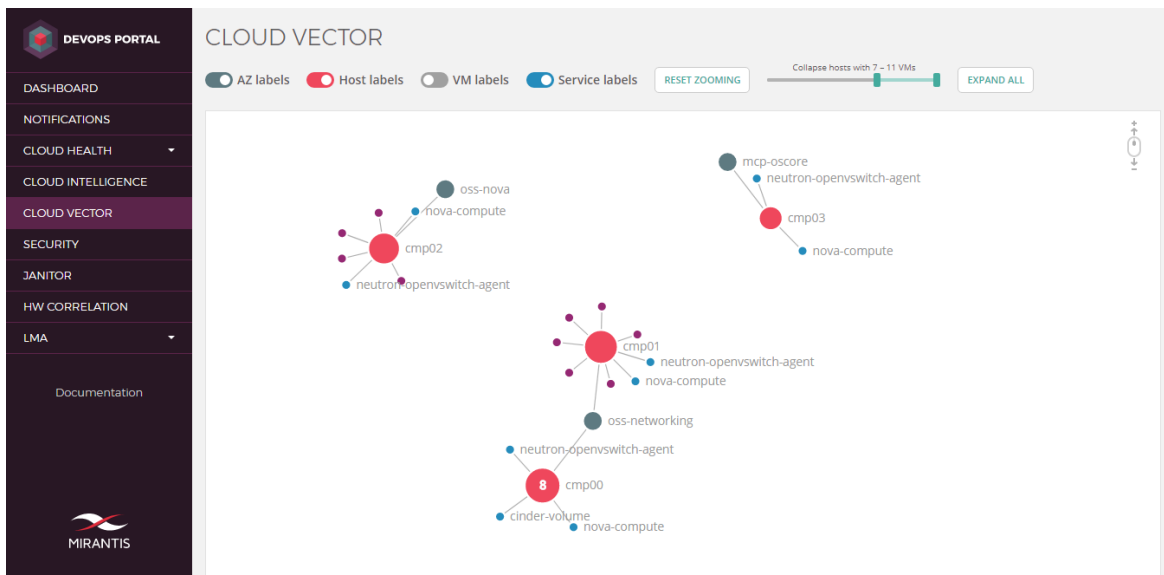 DEVOPS PORTAL
DASHBOARD
NOTIFICATIONS
CLOUD HEALTH
CLOUD INTELLIGENCE
CLOUD VECTOR
SECURITY
JANITOR
HW CORRELATION
LMA
Documentation
MIRANTIS
CLOUD VECTOR
AZ labels
Host labels
VM labels
Service labels
RESET ZOOMING
Collapse hosts with 7 – 11 VMs
EXPAND ALL
mcp-oscore
neutron-openvswitch-agent
cmp03
nova-compute
oss-nova
nova-compute
cmp02
neutron-openvswitch-agent
cmp01
neutron-openvswitch-agent
nova-compute
oss-networking
neutron-openvswitch-agent
8 cmp00
cinder-volume
nova-compute